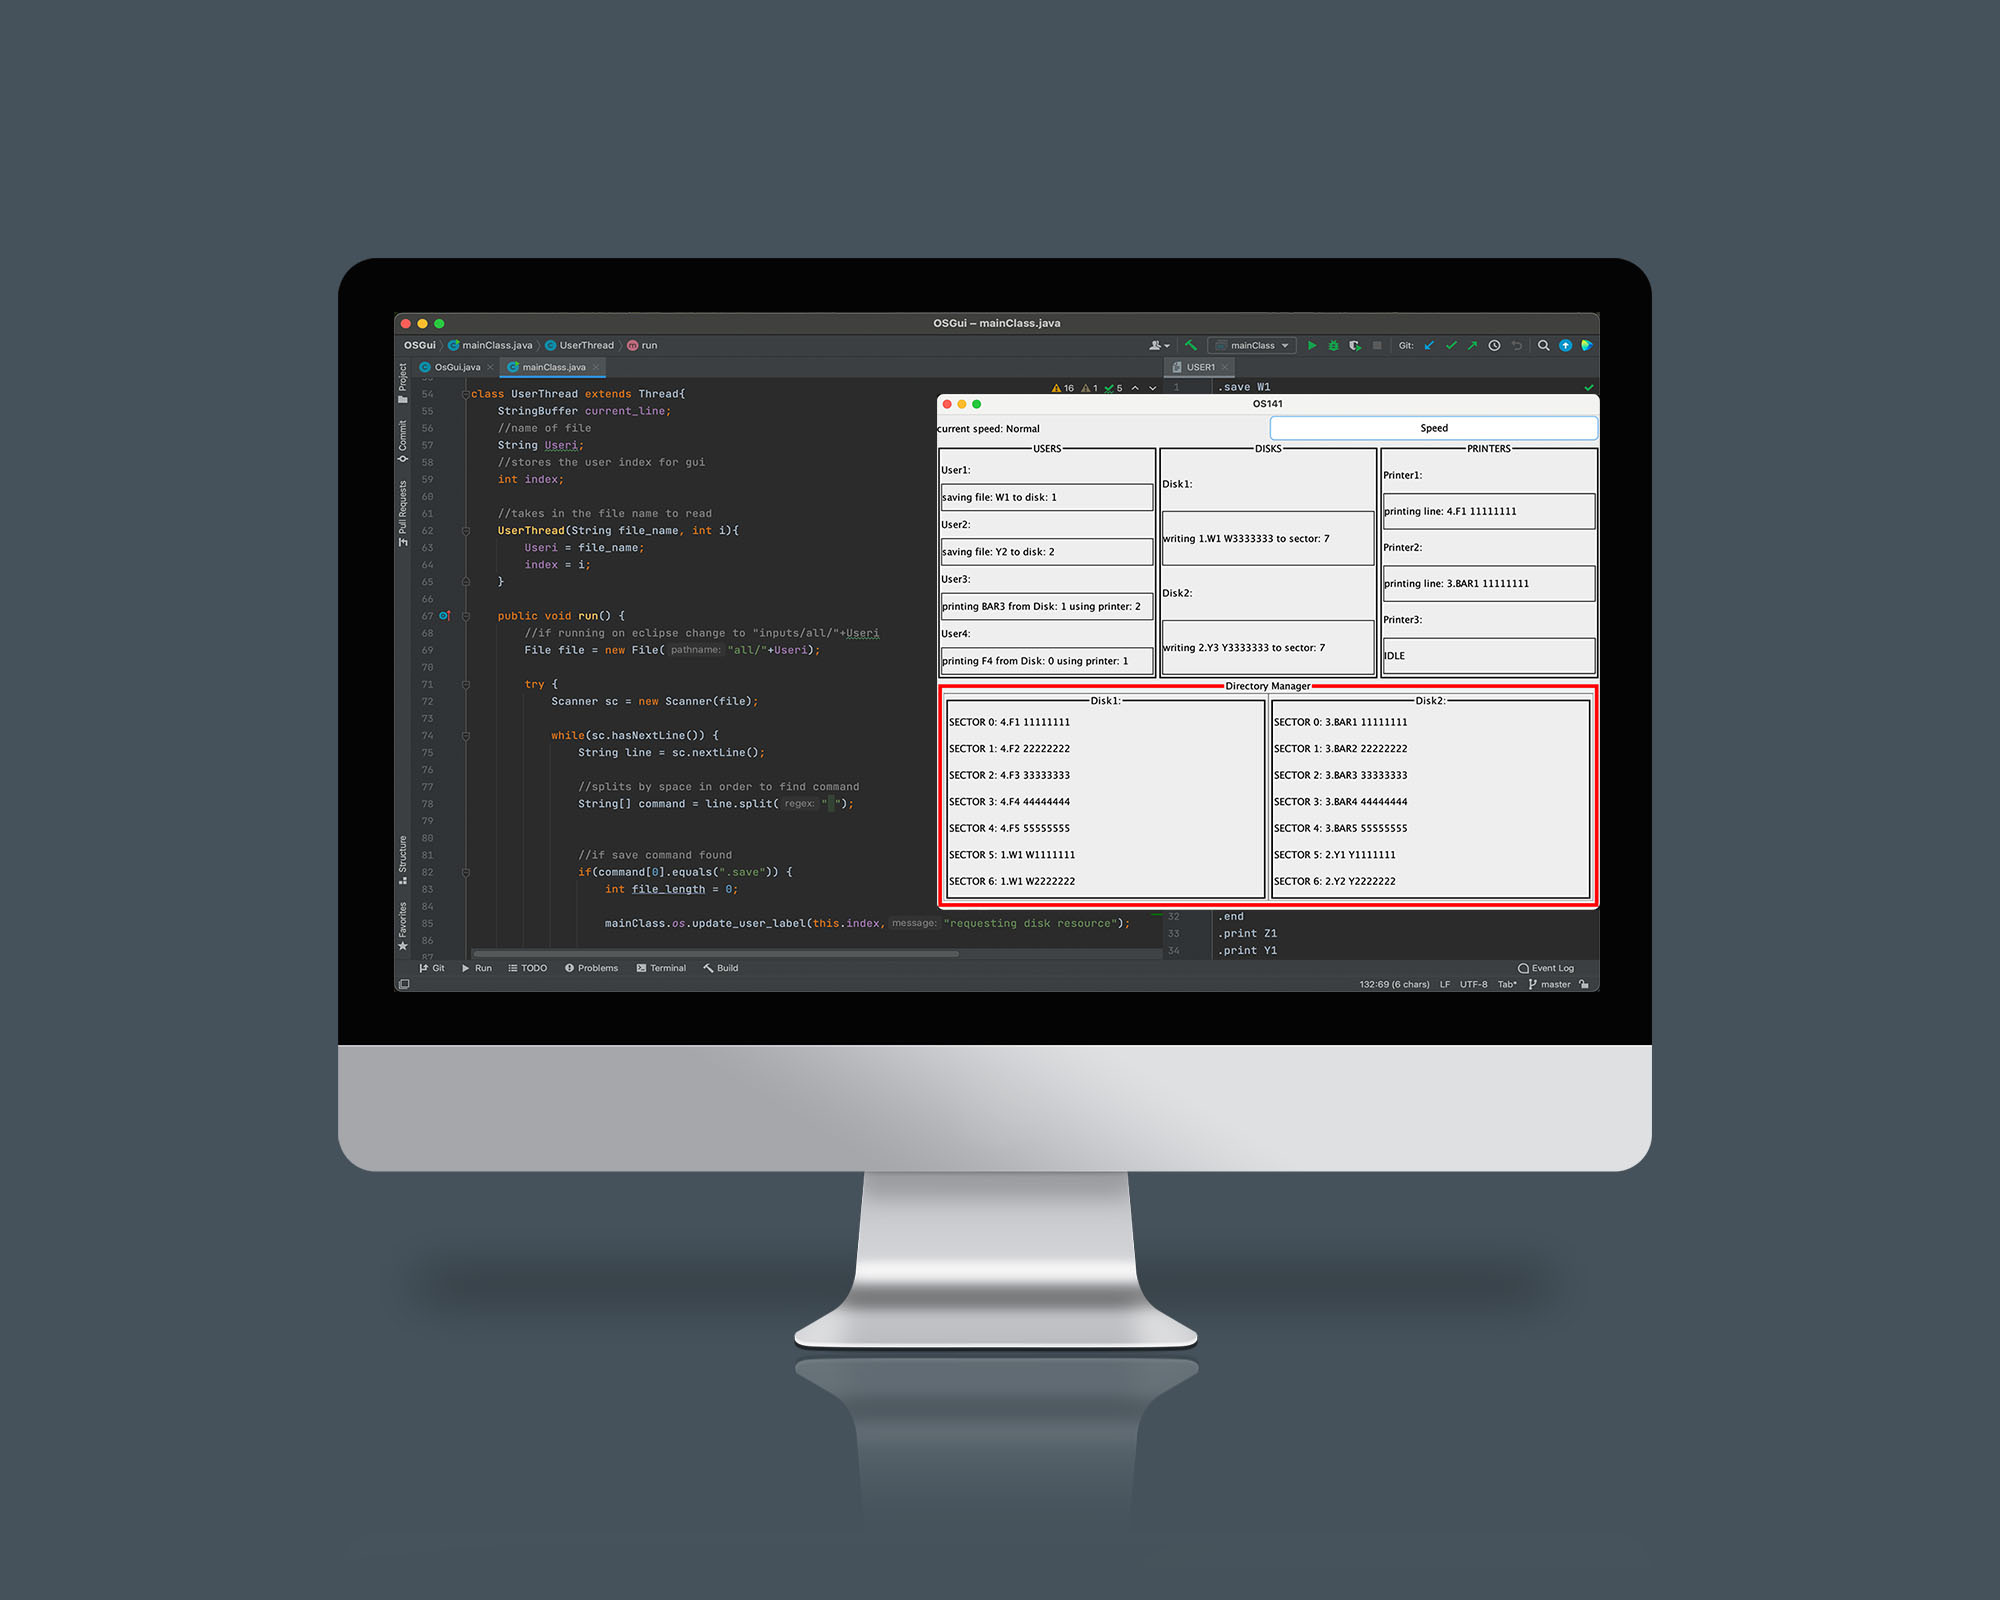 OSGui – mainClass.java
OSGui mainClass.java UserThread run
mainClass Git:
OsGui.java mainClass.java USER1
Project
Commit
Pull Requests
Structure
Favorites
16 1 5
1 .save W1
54 class UserThread extends Thread{
55 StringBuffer current_line;
56 //name of file
57 String Useri;
58 //stores the user index for gui
59 int index;
60
61 //takes in the file name to read
62 UserThread(String file_name, int i){
63 Useri = file_name;
64 index = i;
65 }
66
67 public void run() {
68 //if running on eclipse change to "inputs/all/"+Useri
69 File file = new File( pathname: "all/"+Useri);
70
71 try {
72 Scanner sc = new Scanner(file);
73
74 while(sc.hasNextLine()) {
75 String line = sc.nextLine();
76
77 //splits by space in order to find command
78 String[] command = line.split( regex: " ");
79
80
81 //if save command found
82 if(command[0].equals(".save")) {
83 int file_length = 0;
84
85 mainClass.os.update_user_label(this.index, message: "requesting disk resource");
86
87
OS141
current speed: Normal
Speed
USERS
User1:
saving file: W1 to disk: 1
User2:
saving file: Y2 to disk: 2
User3:
printing BAR3 from Disk: 1 using printer: 2
User4:
printing F4 from Disk: 0 using printer: 1
DISKS
Disk1:
writing 1.W1 W3333333 to sector: 7
Disk2:
writing 2.Y3 Y3333333 to sector: 7
PRINTERS
Printer1:
printing line: 4.F1 11111111
Printer2:
printing line: 3.BAR1 11111111
Printer3:
IDLE
Directory Manager
Disk1:
SECTOR 0: 4.F1 11111111
SECTOR 1: 4.F2 22222222
SECTOR 2: 4.F3 33333333
SECTOR 3: 4.F4 44444444
SECTOR 4: 4.F5 55555555
SECTOR 5: 1.W1 W1111111
SECTOR 6: 1.W1 W2222222
Disk2:
SECTOR 0: 3.BAR1 11111111
SECTOR 1: 3.BAR2 22222222
SECTOR 2: 3.BAR3 33333333
SECTOR 3: 3.BAR4 44444444
SECTOR 4: 3.BAR5 55555555
SECTOR 5: 2.Y1 Y1111111
SECTOR 6: 2.Y2 Y2222222
32 .end
33 .print Z1
34 .print Y1
Git Run TODO Problems Terminal Build Event Log
132:69 (6 chars) LF UTF-8 Tab* master